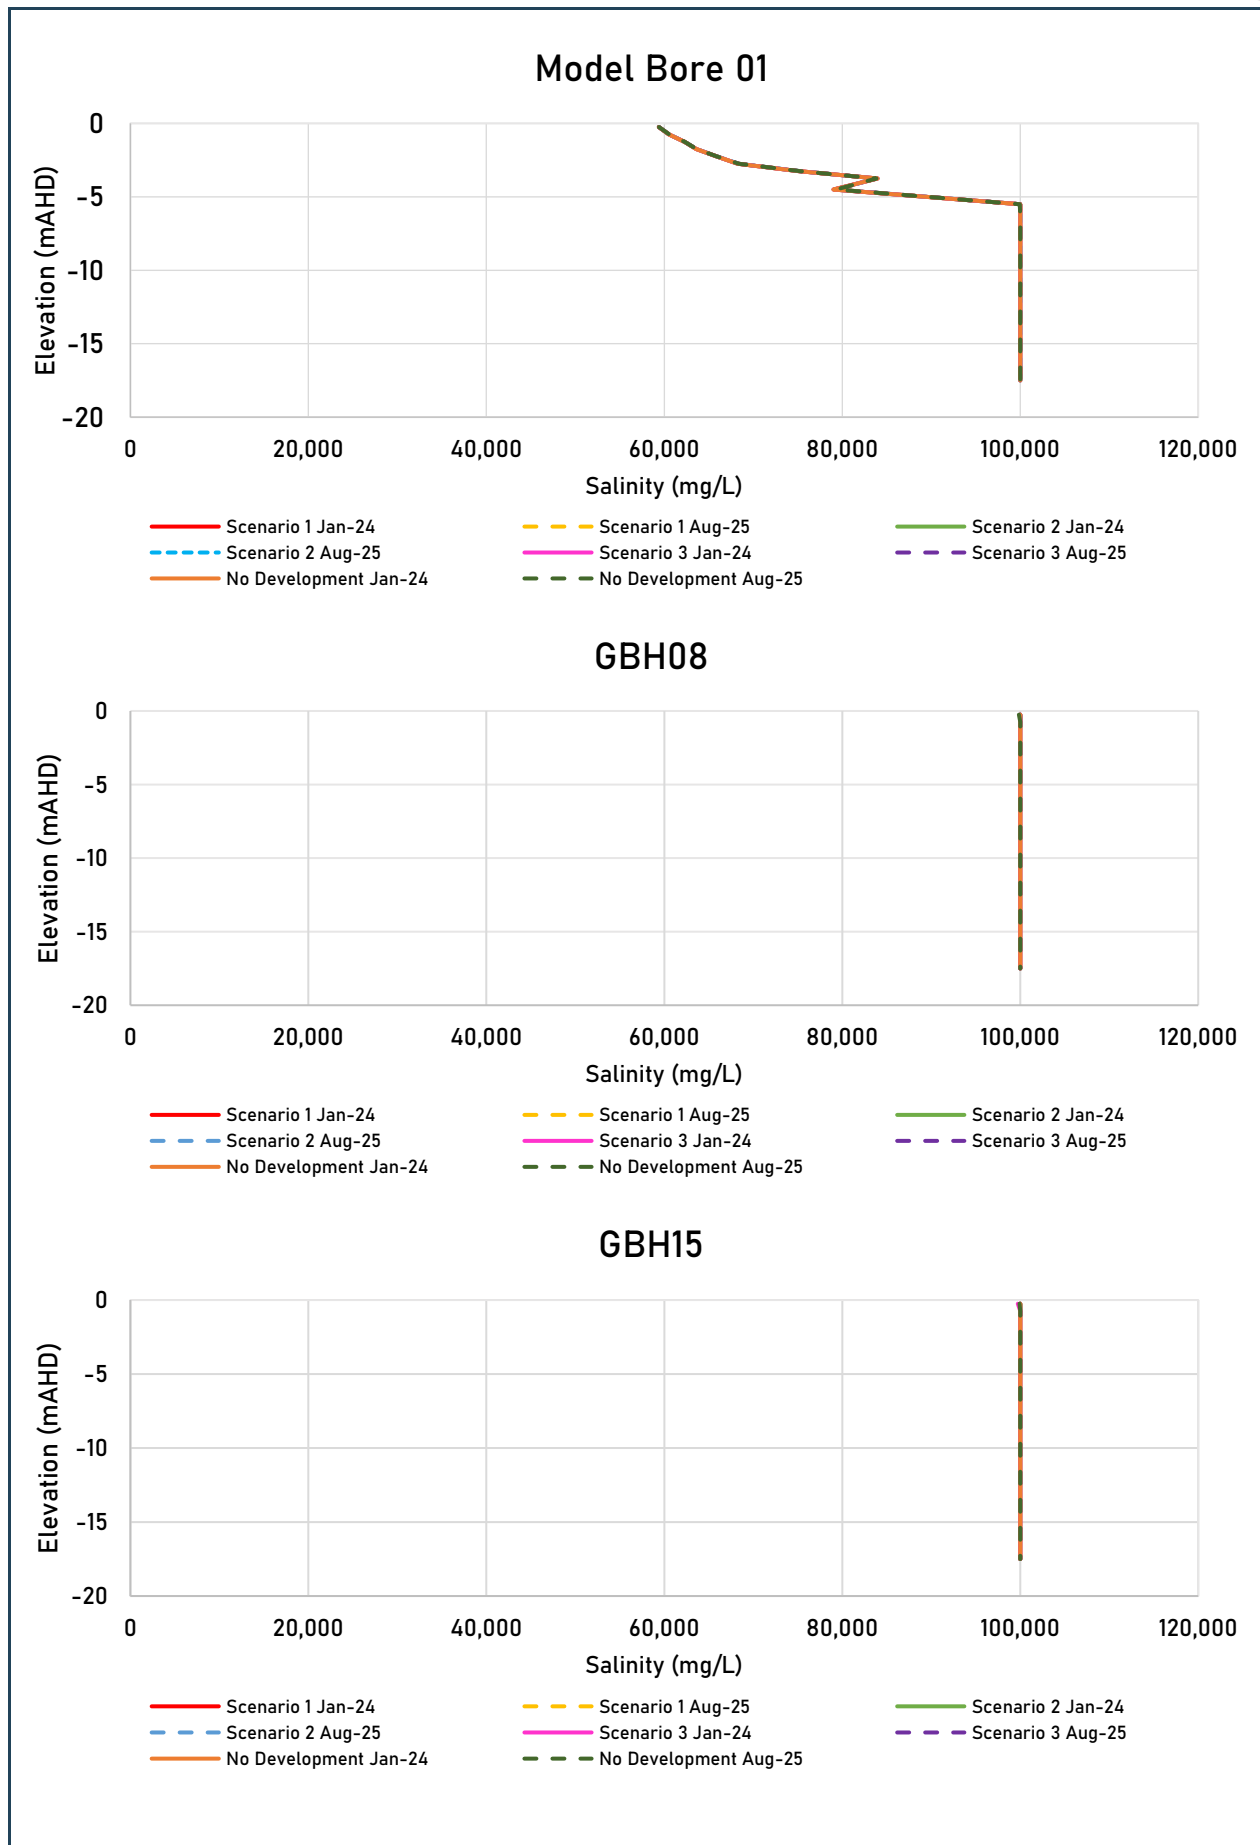 Model Bore 01
Elevation (mAHD)
0
-5
-10
-15
-20
0 20,000 40,000 60,000 80,000 100,000 120,000
Salinity (mg/L)
Scenario 1 Jan-24 Scenario 1 Aug-25 Scenario 2 Jan-24
Scenario 2 Aug-25 Scenario 3 Jan-24 Scenario 3 Aug-25
No Development Jan-24 No Development Aug-25
GBH08
Elevation (mAHD)
0
-5
-10
-15
-20
0 20,000 40,000 60,000 80,000 100,000 120,000
Salinity (mg/L)
Scenario 1 Jan-24 Scenario 1 Aug-25 Scenario 2 Jan-24
Scenario 2 Aug-25 Scenario 3 Jan-24 Scenario 3 Aug-25
No Development Jan-24 No Development Aug-25
GBH15
Elevation (mAHD)
0
-5
-10
-15
-20
0 20,000 40,000 60,000 80,000 100,000 120,000
Salinity (mg/L)
Scenario 1 Jan-24 Scenario 1 Aug-25 Scenario 2 Jan-24
Scenario 2 Aug-25 Scenario 3 Jan-24 Scenario 3 Aug-25
No Development Jan-24 No Development Aug-25